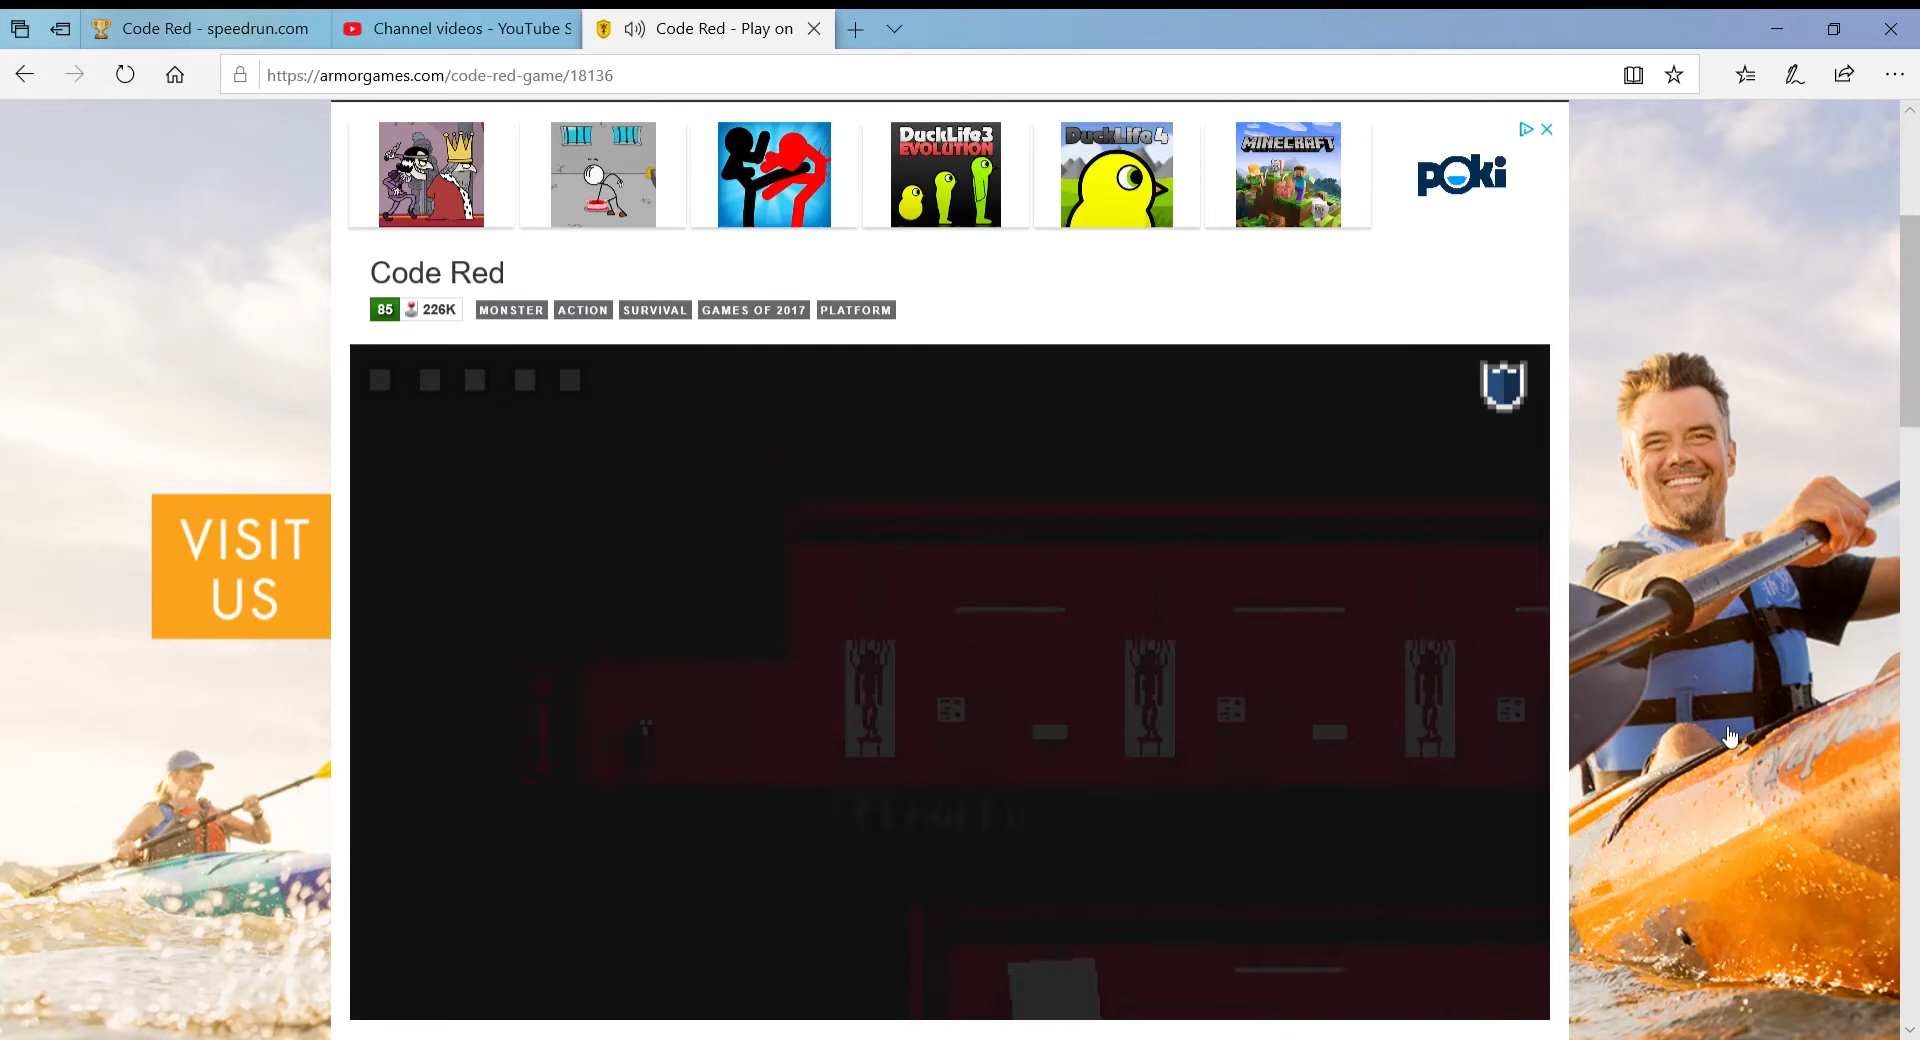 Code Red - speedrun.com
Channel videos - YouTube S
Code Red - Play on
https://armorgames.com/code-red-game/18136
DuckLife3
EVOLUTION
DuckLife4
MINECRAFT
poki
Code Red
85 226K MONSTER ACTION SURVIVAL GAMES OF 2017 PLATFORM
VISIT
US